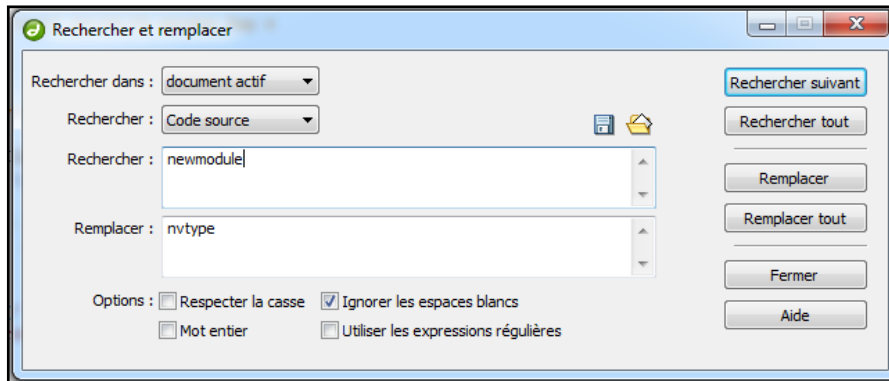 Rechercher et remplacer
Rechercher dans : document actif
Rechercher : Code source
Rechercher : newmodule
Remplacer : nvtype
Options : Respecter la casse Ignorer les espaces blancs
Mot entier Utiliser les expressions régulières
Rechercher suivant
Rechercher tout
Remplacer
Remplacer tout
Fermer
Aide